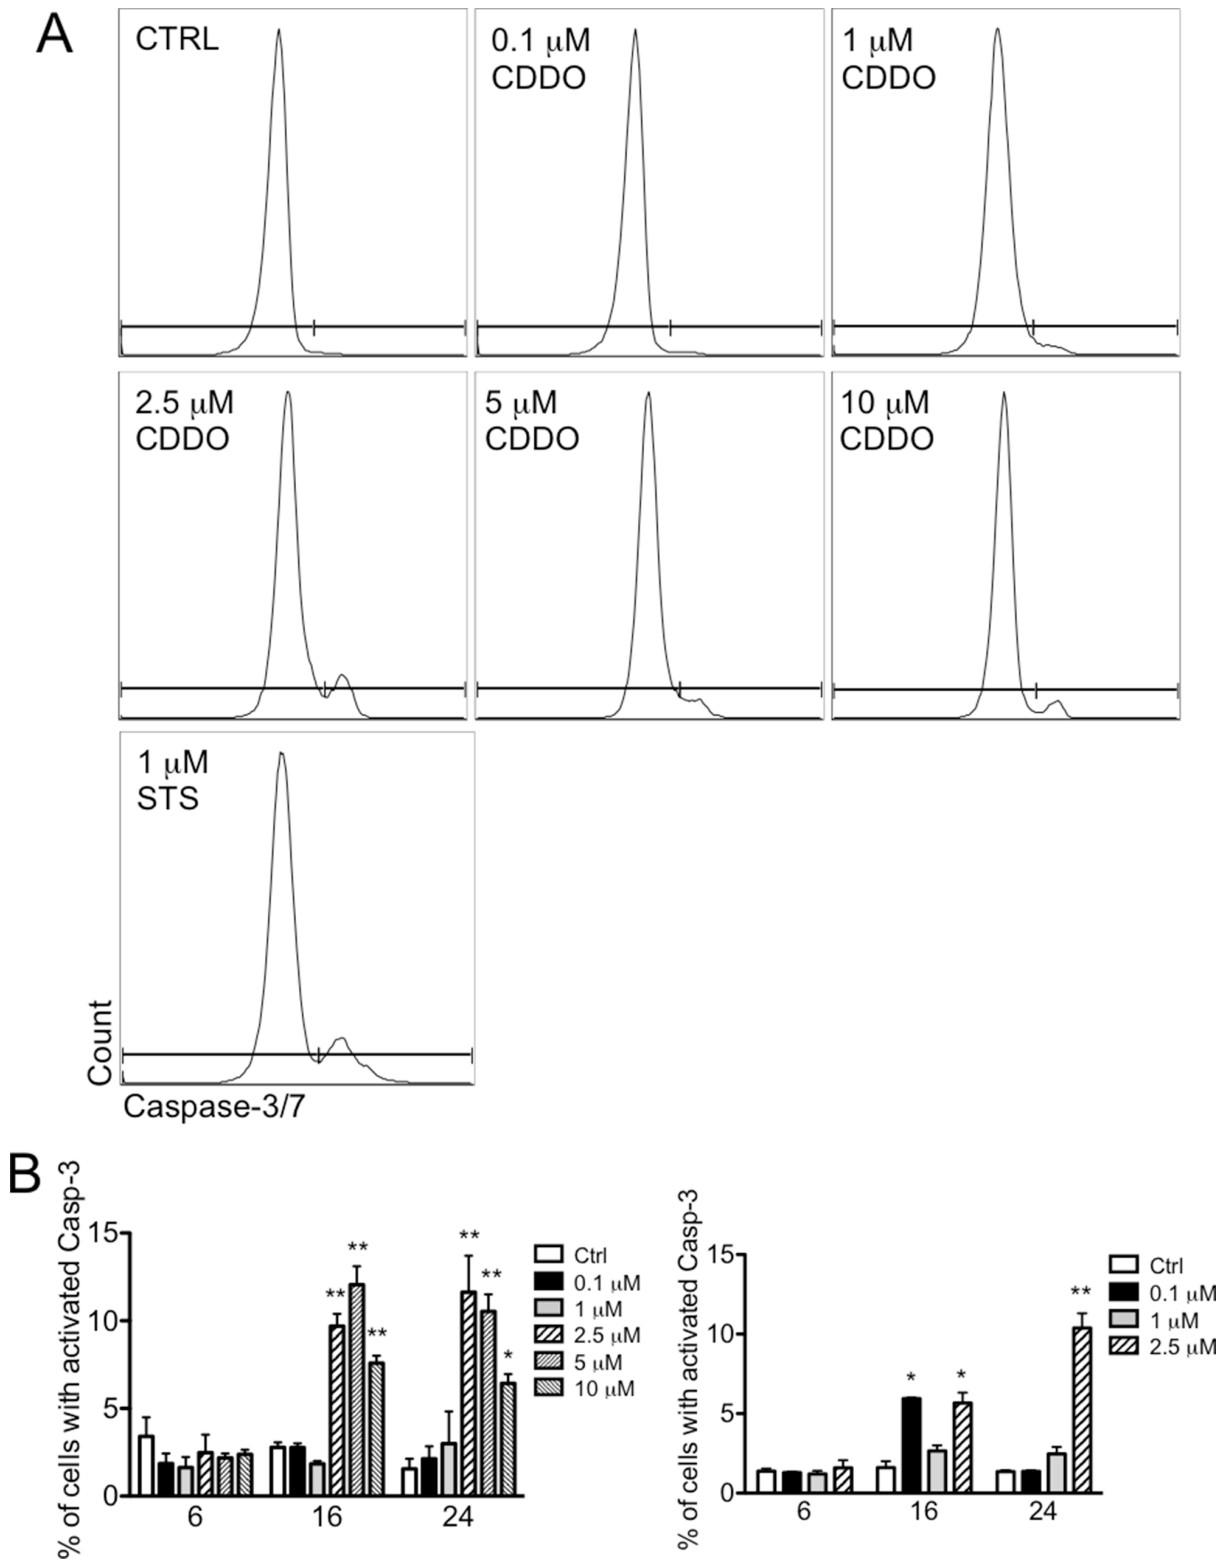 A
CTRL
0.1 μM
CDDO
1 μM
CDDO
2.5 μM
CDDO
5 μM
CDDO
10 μM
CDDO
1 μM
STS
Count
Caspase-3/7
B
% of cells with activated Casp-3
15
10
5
0
6
16
24
**
**
**
**
**
*
Ctrl
0.1 μM
1 μM
2.5 μM
5 μM
10 μM
% of cells with activated Casp-3
15
10
5
0
6
16
24
*
*
**
Ctrl
0.1 μM
1 μM
2.5 μM